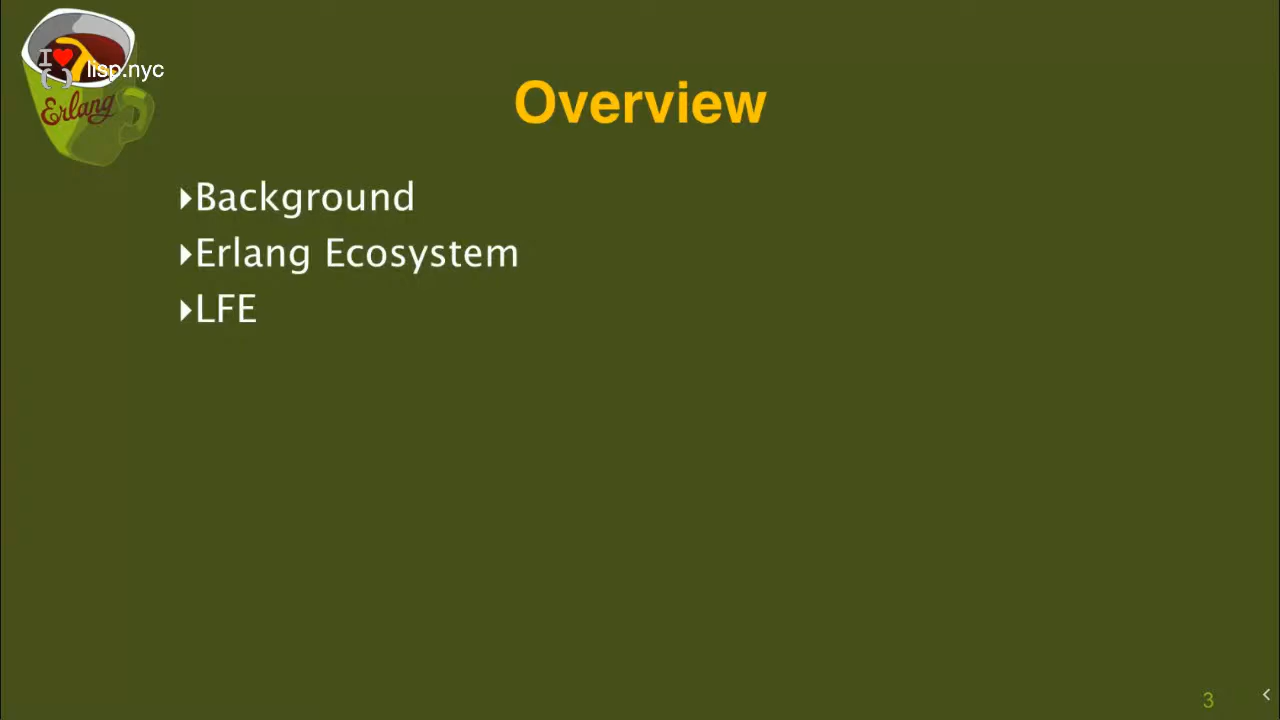 I ♥ lisp.nyc
( )
Erlang
Overview
▸Background
▸Erlang Ecosystem
▸LFE
3
<